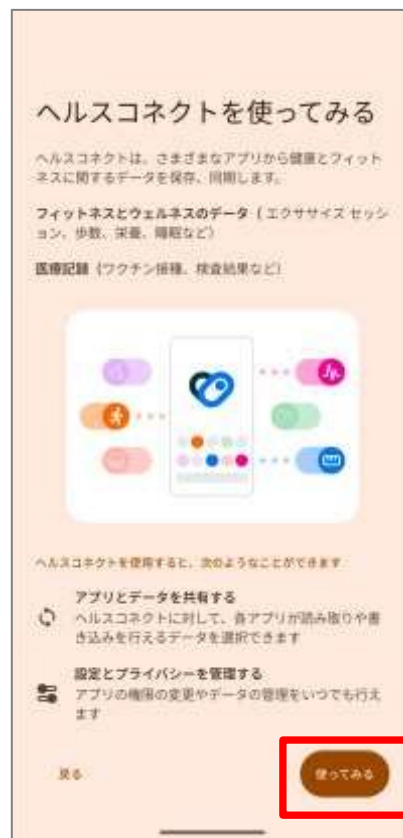 ヘルスコネクトを使ってみる
ヘルスコネクトは、さまざまなアプリから健康とフィット
ネスに関するデータを保存、同期します。
フィットネスとウェルネスのデータ（エクササイズ セッシ
ョン、歩数、栄養、睡眠など）
医療記録（ワクチン接種、検査結果など）
ヘルスコネクトを使用すると、次のようなことができます
アプリとデータを共有する
ヘルスコネクトに対して、各アプリが読み取りや書
き込みを行えるデータを選択できます
設定とプライバシーを管理する
アプリの権限の変更やデータの管理をいつでも行え
ます
戻る
使ってみる